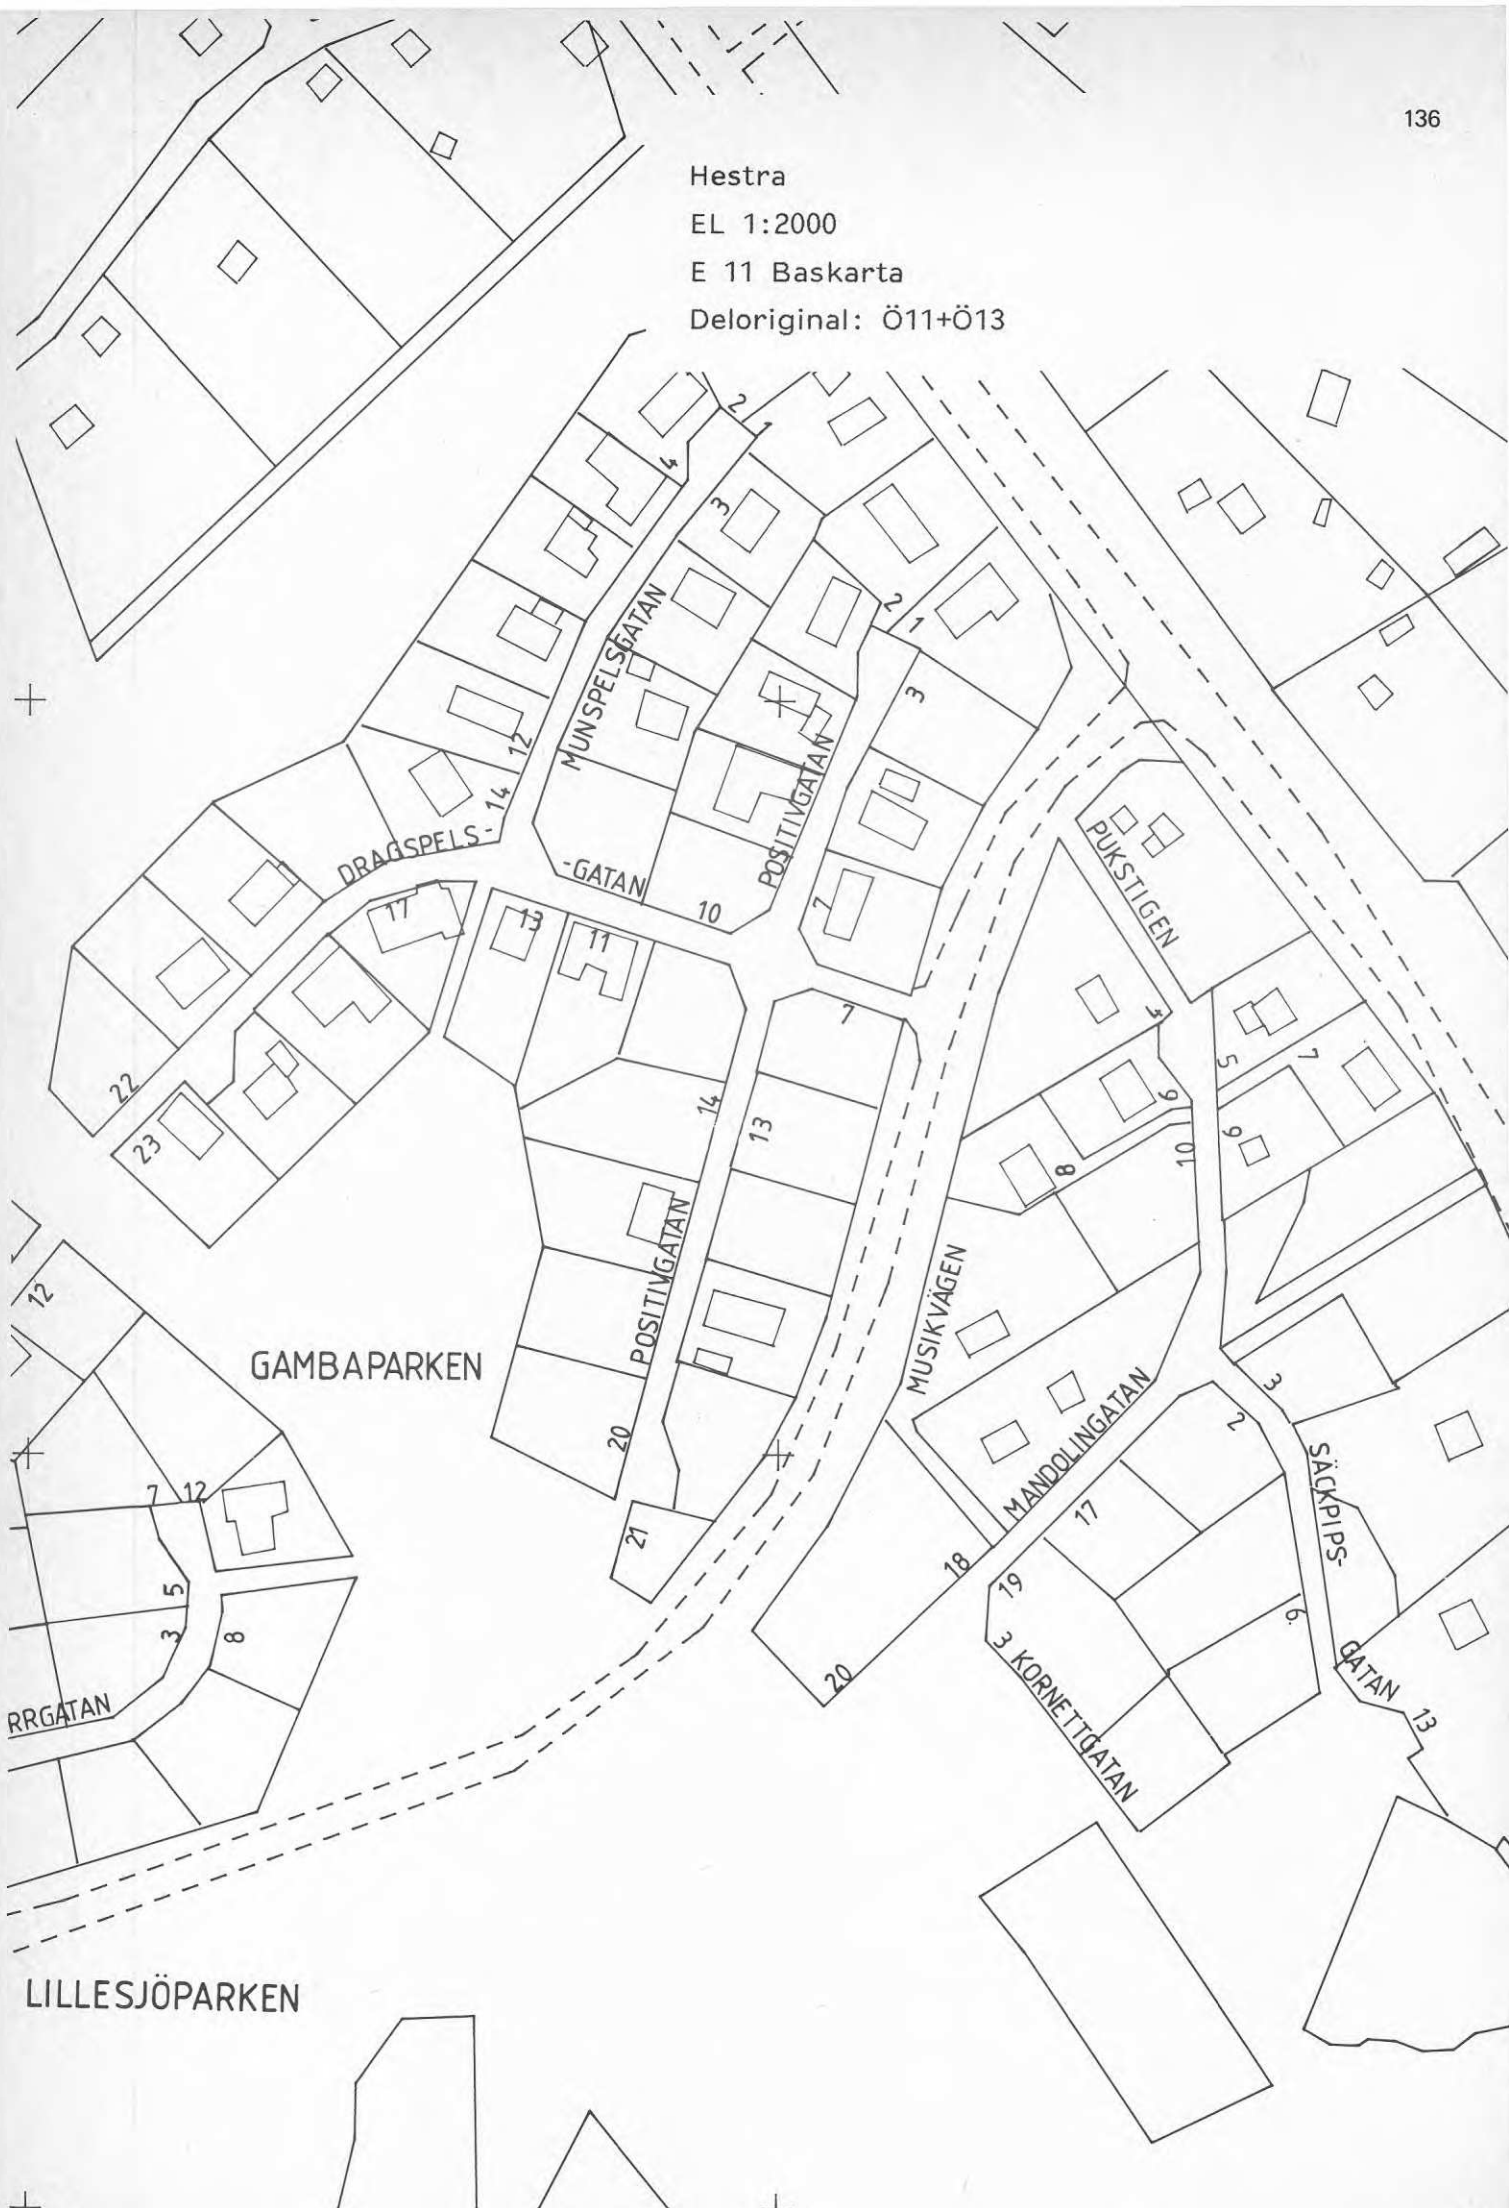 136
Hestra
EL 1:2000
E 11 Baskarta
Deloriginal: Ö11+Ö13
2
1
4
3
MUNSPELSGATAN
2
1
3
12
14
POSITIVGATAN
DRAGSPELS-
-GATAN
PUKSTIGEN
17
13
11
10
7
7
4
5
7
22
23
14
13
9
9
10
8
12
POSITIVGATAN
MUSIKVÄGEN
GAMBAPARKEN
MANDOLINGATAN
3
2
SÄCKPIPS-
20
7
12
17
21
18
19
5
3
8
6
3
KORNETTGATAN
GATAN
20
13
RRGATAN
LILLESJÖPARKEN